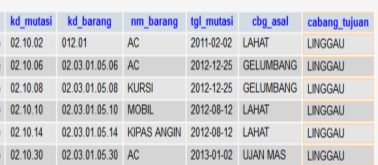 kd_mutasi kd_barang nm_barang tgl_mutasi cbg_asal cabang_tujuan
02.10.02 012.01 AC 2011-02-02 LAHAT LINGGAU
02.10.06 02.03.01.05.06 AC 2012-12-25 GELUMBANG LINGGAU
02.10.08 02.03.01.05.08 KURSI 2012-12-25 GELUMBANG LINGGAU
02.10.10 02.03.01.05.10 MOBIL 2012-08-12 LAHAT LINGGAU
02.10.14 02.03.01.05.14 KIPAS ANGIN 2012-08-12 LAHAT LINGGAU
02.10.30 02.03.01.05.30 AC 2013-01-02 UJAN MAS LINGGAU